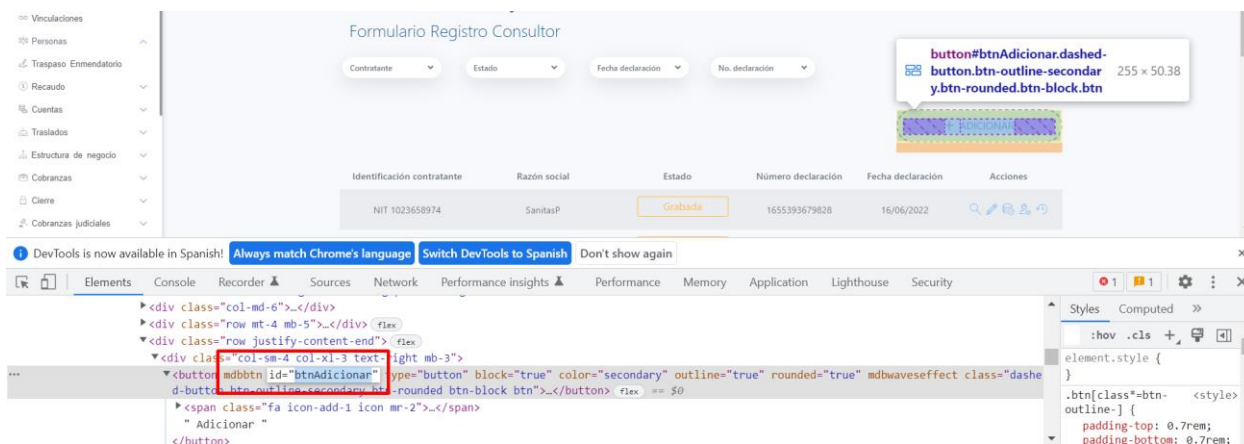 Vinculaciones
Personas
Traspaso Enmendatorio
Recaudo
Cuentas
Traslados
Estructura de negocio
Cobranzas
Cierre
Cobranzas judiciales
Formulario Registro Consultor
Contratante Estado Fecha declaración No. declaración
button#btnAdicionar.dashed-
button.btn-outline-secondar
y.btn-rounded.btn-block.btn
255 × 50.38
+ ADICIONAR
Identificación contratante Razón social Estado Número declaración Fecha declaración Acciones
NIT 1023658974 SanitasP Grabada 1655393679828 16/06/2022
DevTools is now available in Spanish! Always match Chrome's language Switch DevTools to Spanish Don't show again
Elements Console Recorder Sources Network Performance insights Performance Memory Application Lighthouse Security 1 1
<div class="col-md-6">…</div>
<div class="row mt-4 mb-5">…</div> flex
<div class="row justify-content-end"> flex
<div class="col-sm-4 col-xl-3 text-right mb-3">
<button mdbbtn id="btnAdicionar" type="button" block="true" color="secondary" outline="true" rounded="true" mdbwaveseffect class="dashe
d-button btn-outline-secondary btn-rounded btn-block btn">…</button> flex == $0
<span class="fa icon-add-1 icon mr-2">…</span>
" Adicionar "
</button>
Styles Computed »
:hov .cls +
element.style {
}
.btn[class*=btn- <style>
outline-] {
padding-top: 0.7rem;
padding-bottom: 0.7rem;